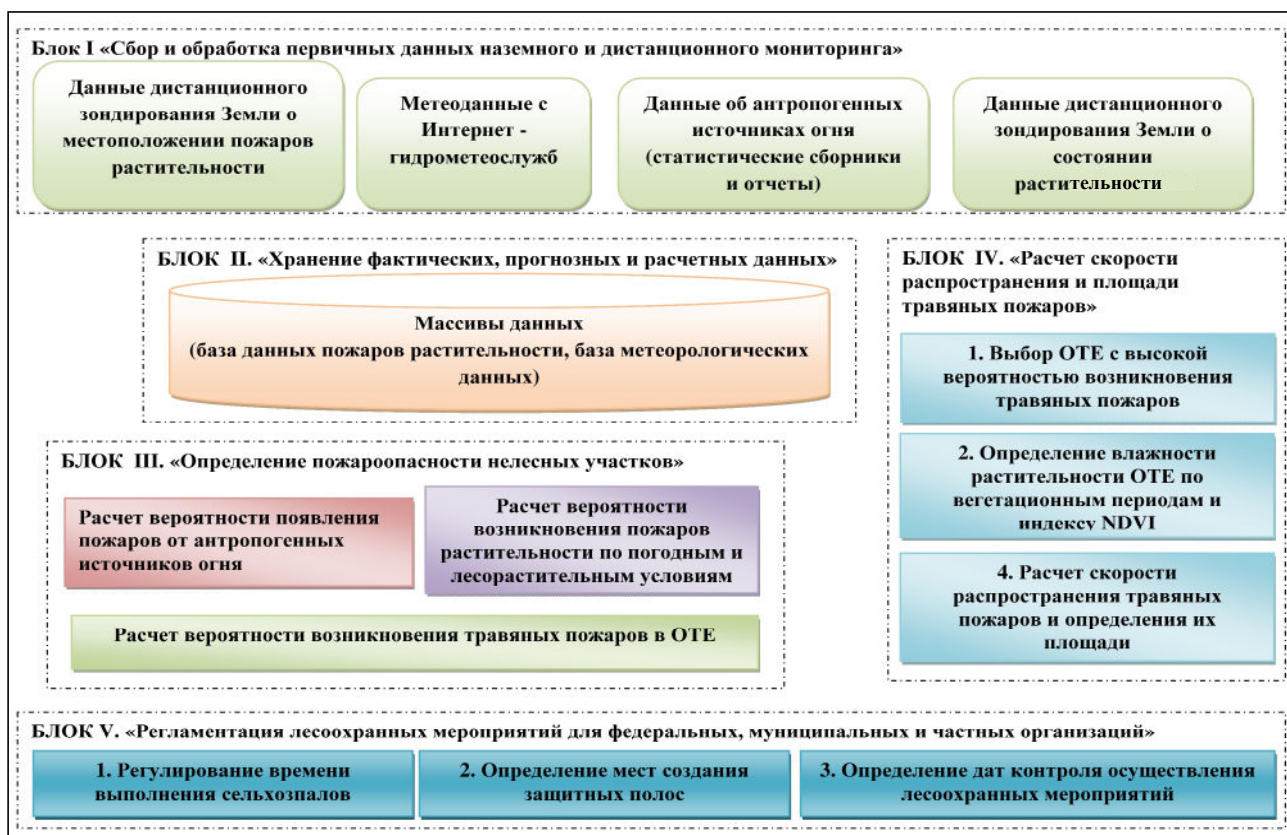 Блок I «Сбор и обработка первичных данных наземного и дистанционного мониторинга»
Данные дистанционного
зондирования Земли о
местоположении пожаров
растительности
Метеоданные с
Интернет -
гидрометеослужб
Данные об антропогенных
источниках огня
(статистические сборники
и отчеты)
Данные дистанционного
зондирования Земли о
состоянии
растительности
БЛОК II. «Хранение фактических, прогнозных и расчетных данных»
Массивы данных
(база данных пожаров растительности, база метеорологических
данных)
БЛОК III. «Определение пожароопасности нелесных участков»
Расчет вероятности появления
пожаров от антропогенных
источников огня
Расчет вероятности
возникновения пожаров
растительности по погодным и
лесорастительным условиям
Расчет вероятности возникновения травяных пожаров в ОТЕ
БЛОК IV. «Расчет скорости
распространения и площади
травяных пожаров»
1. Выбор ОТЕ с высокой
вероятностью возникновения
травяных пожаров
2. Определение влажности
растительности ОТЕ по
вегетационным периодам и
индексу NDVI
4. Расчет скорости
распространения травяных
пожаров и определения их
площади
БЛОК V. «Регламентация лесоохранных мероприятий для федеральных, муниципальных и частных организаций»
1. Регулирование времени
выполнения сельхозпалов
2. Определение мест создания
защитных полос
3. Определение дат контроля осуществления
лесоохранных мероприятий